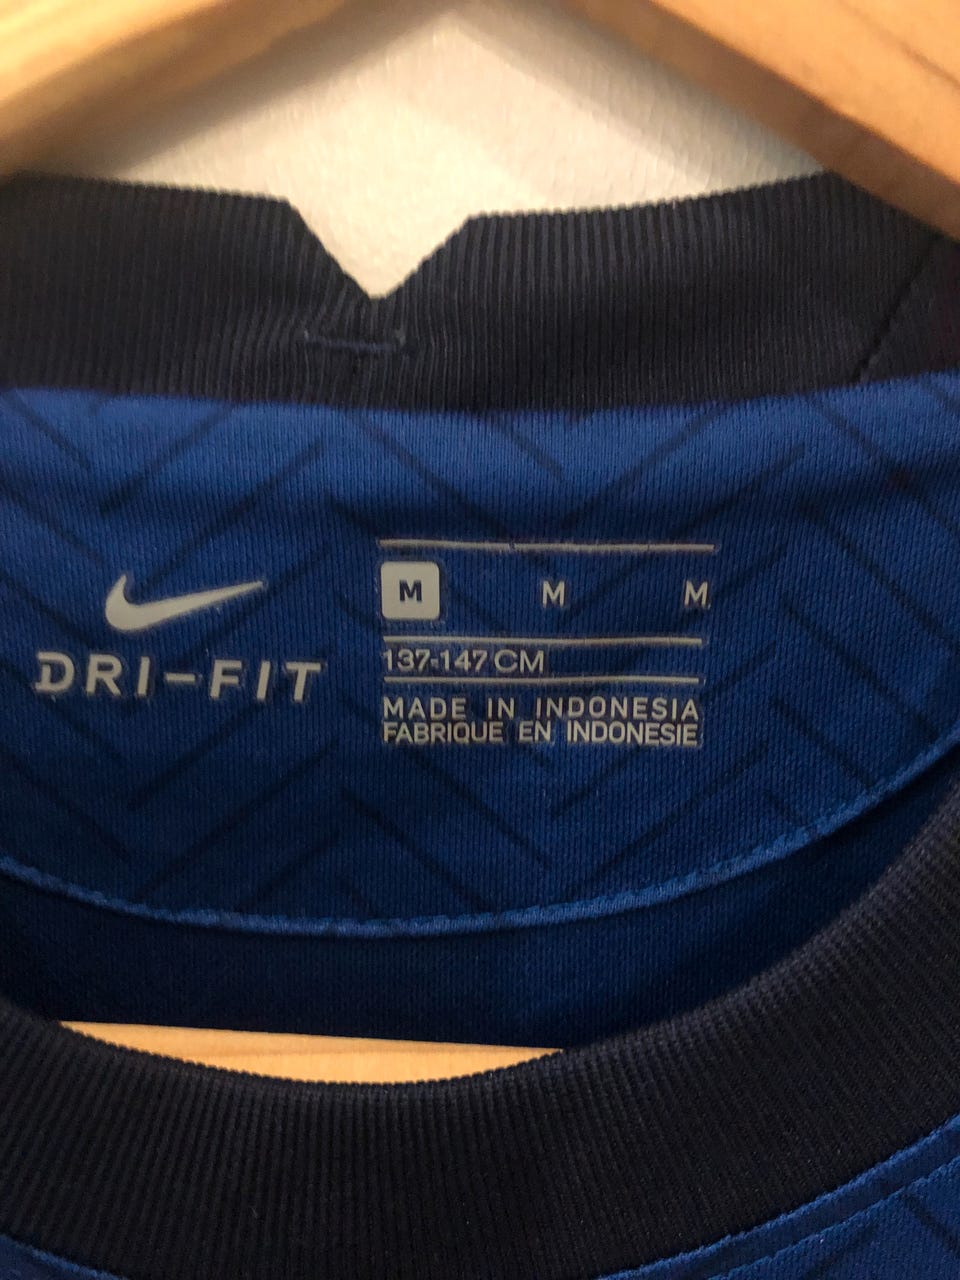 DRI-FIT
M M M
137-147 CM
MADE IN INDONESIA
FABRIQUE EN INDONESIE